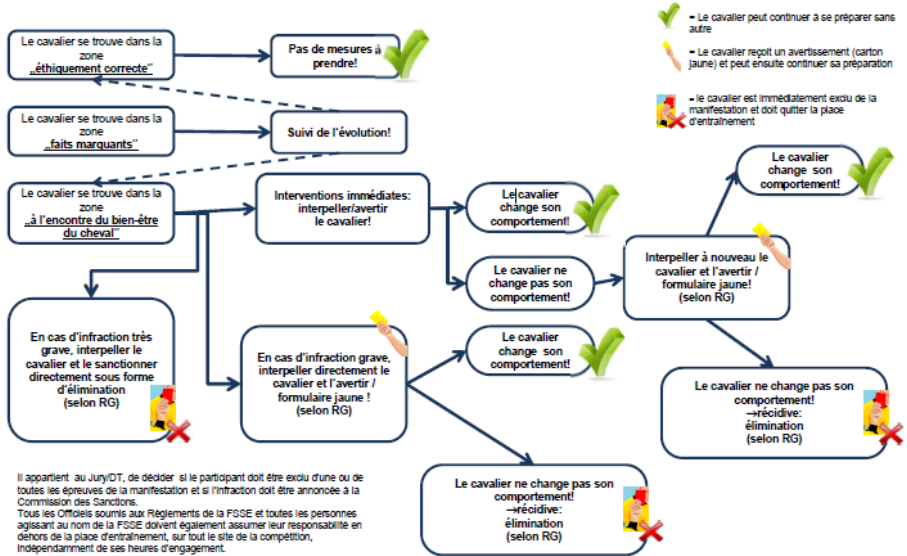 Le cavalier se trouve dans la
zone
„éthiquement correcte"
Pas de mesures à
prendre!
= Le cavalier peut continuer à se préparer sans
autre
= Le cavalier reçoit un avertissement (carton
jaune) et peut ensuite continuer sa préparation
= le cavalier est immédiatement exclu de la
manifestation et doit quitter la place
d'entraînement
Le cavalier se trouve dans la
zone
„faits marquants"
Suivi de l'évolution!
Le cavalier se trouve dans la
zone
„à l'encontre du bien-être
du cheval"
Interventions immédiates:
interpeller/avertir
le cavalier!
Le cavalier
change son
comportement!
Le cavalier ne
change pas son
comportement!
Le cavalier
change son
comportement!
Interpeller à nouveau le
cavalier et l'avertir /
formulaire jaune!
(selon RG)
En cas d'infraction très
grave, interpeller le
cavalier et le sanctionner
directement sous forme
d'élimination
(selon RG)
En cas d'infraction grave,
interpeller directement le
cavalier et l'avertir /
formulaire jaune !
(selon RG)
Le cavalier
change son
comportement!
Le cavalier ne change pas son
comportement!
→récidive:
élimination
(selon RG)
Le cavalier ne change pas son
comportement!
→récidive:
élimination
(selon RG)
Il appartient au Jury/DT, de décider si le participant doit être exclu d'une ou de
toutes les épreuves de la manifestation et si l'infraction doit être annoncée à la
Commission des Sanctions.
Tous les Officiels soumis aux Règlements de la FSSE et toutes les personnes
agissant au nom de la FSSE doivent également assumer leur responsabilité en
dehors de la place d'entraînement, sur tout le site de la compétition,
indépendamment de ses heures d'engagement.